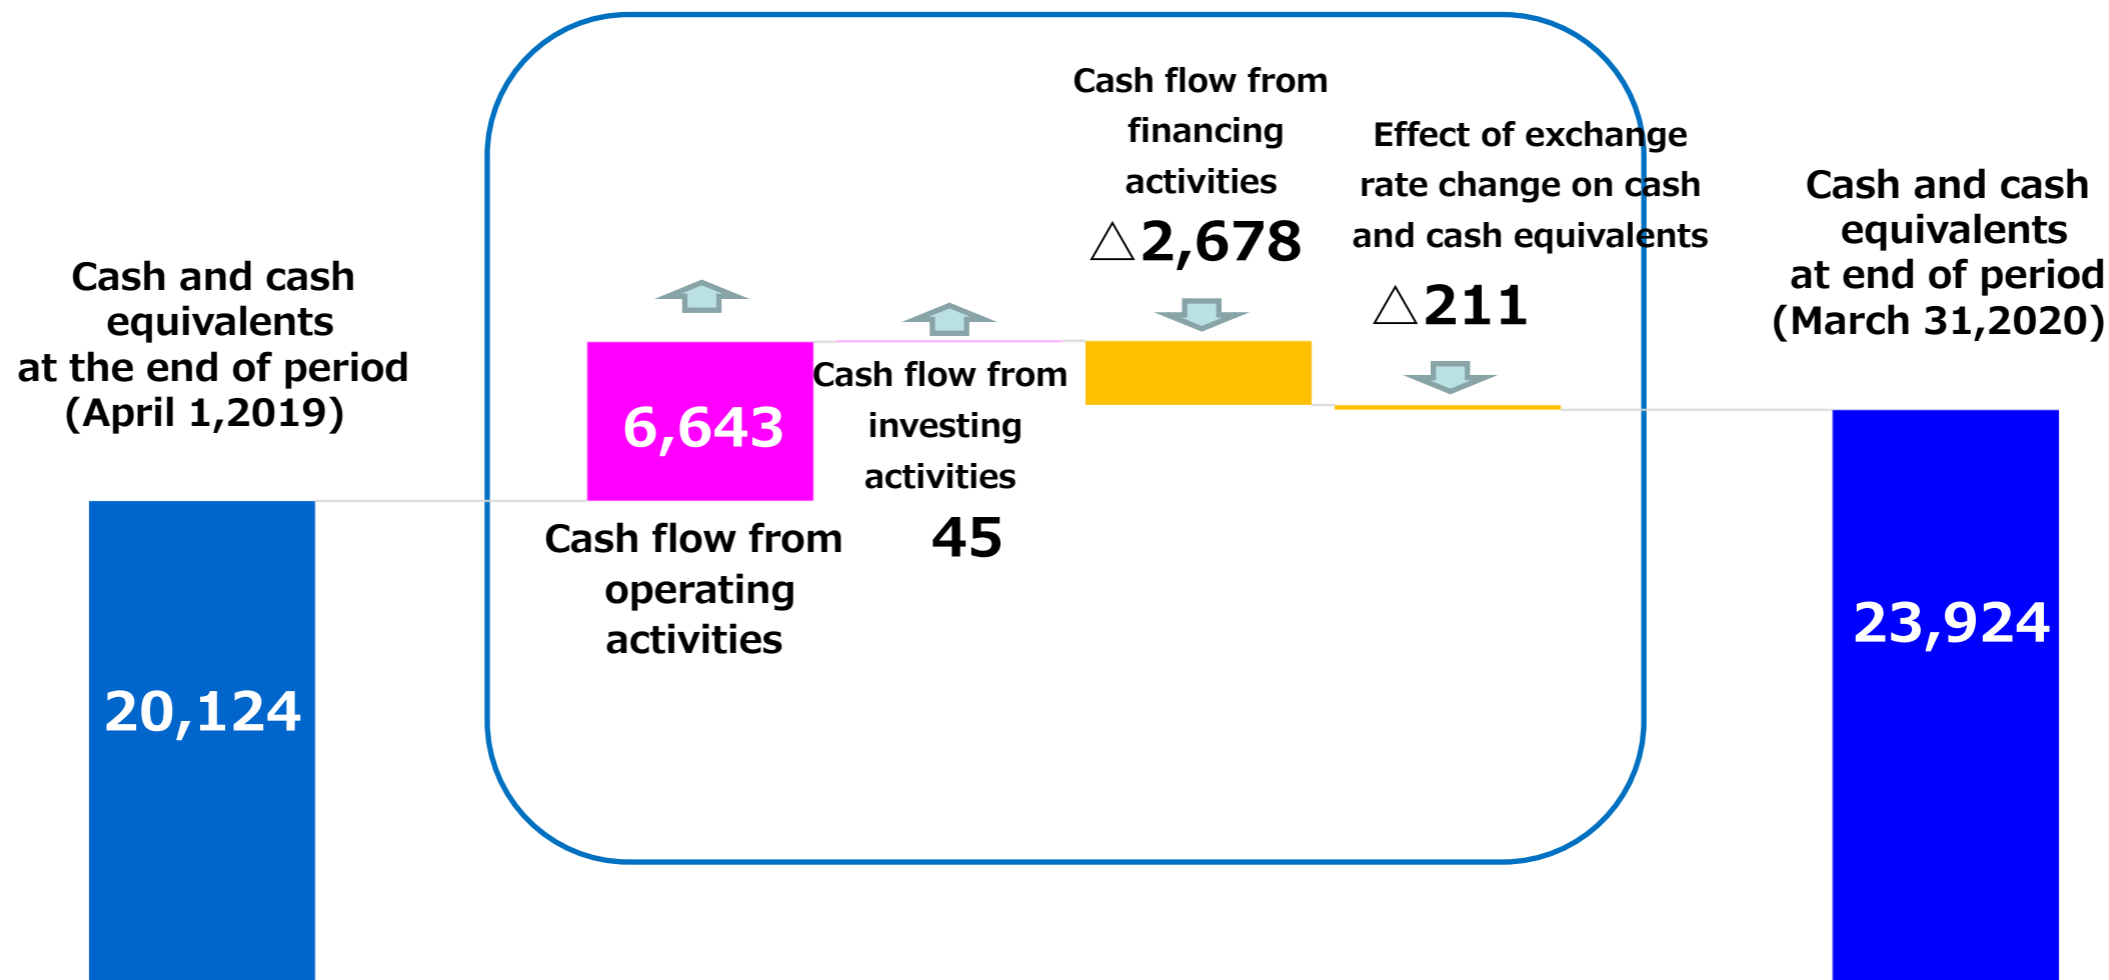 Cash and cash
equivalents
at the end of period
(April 1,2019)
20,124
6,643
Cash flow from
operating
activities
Cash flow from
investing
activities
45
Cash flow from
financing
activities
△2,678
Effect of exchange
rate change on cash
and cash equivalents
△211
Cash and cash
equivalents
at end of period
(March 31,2020)
23,924